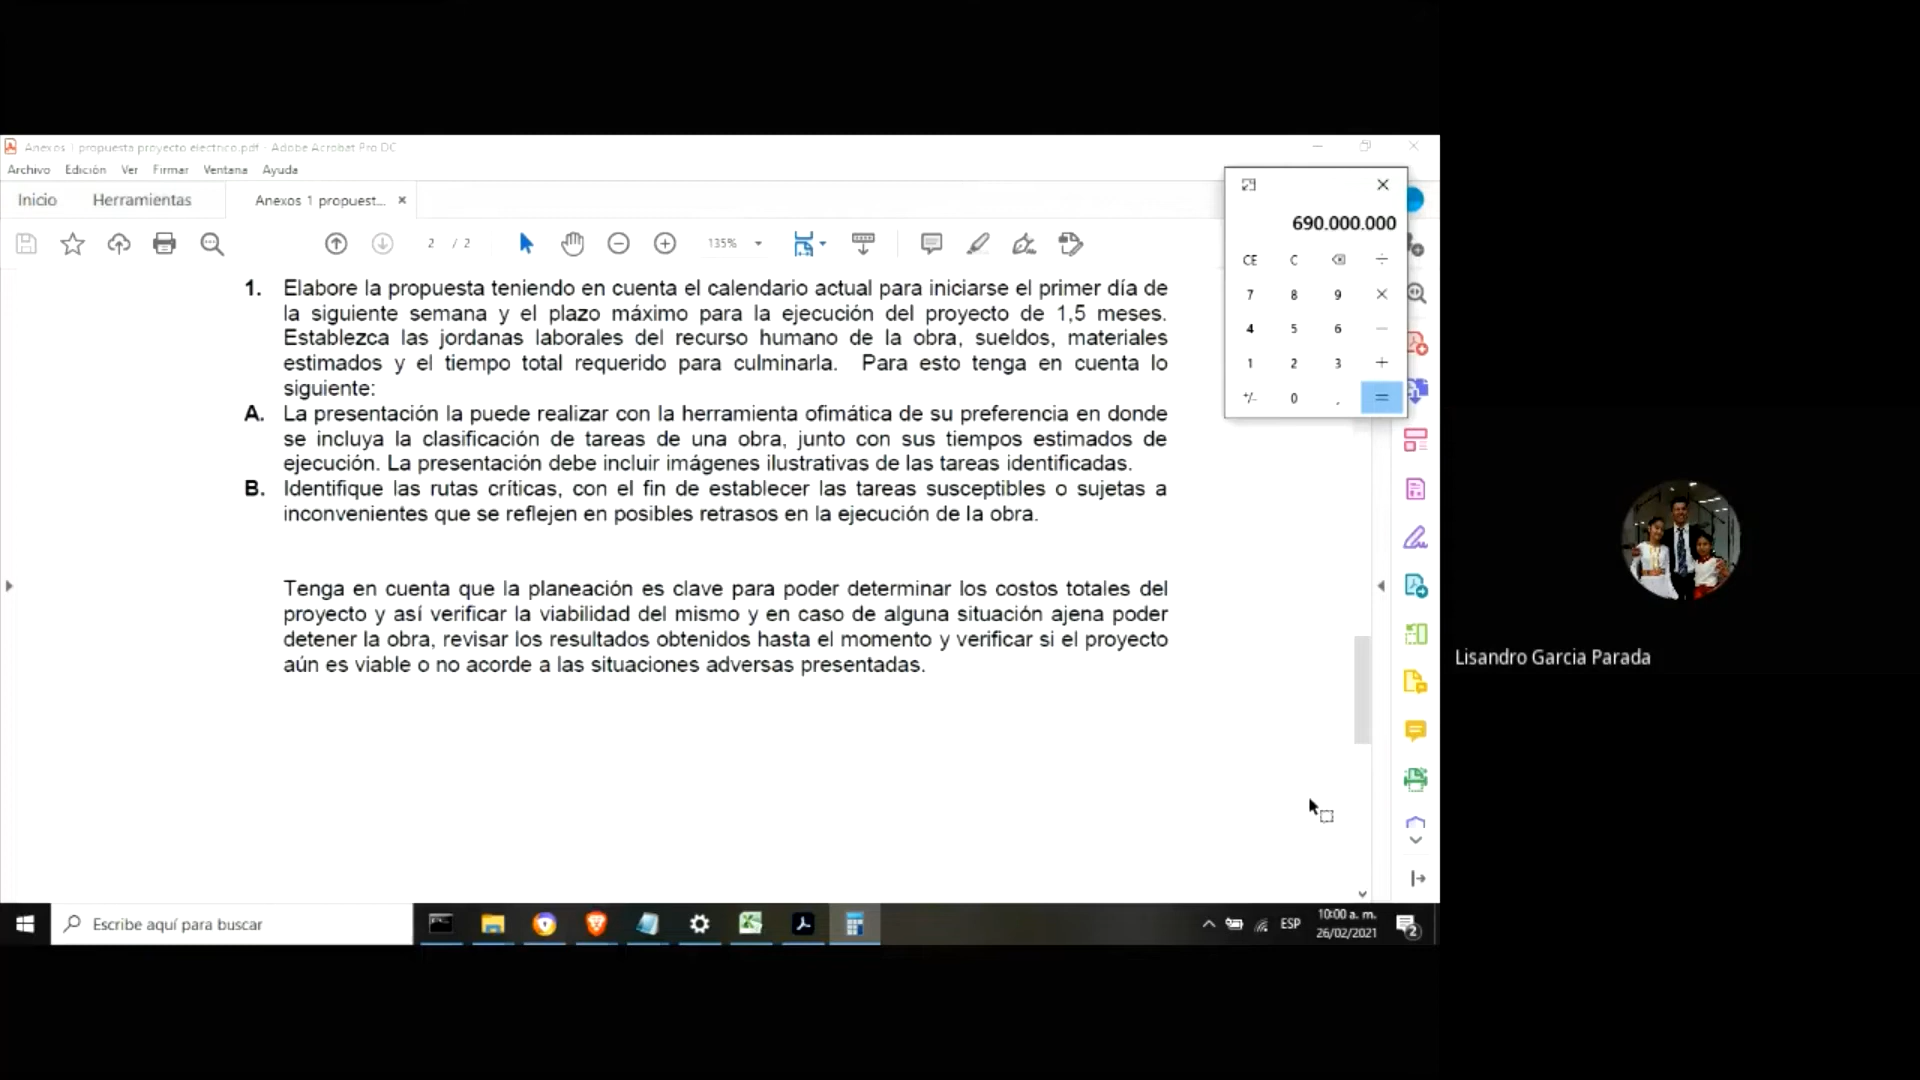 Anexos 1 propuesta proyecto electrico.pdf - Adobe Acrobat Pro DC
Archivo Edición Ver Firmar Ventana Ayuda
Inicio Herramientas Anexos 1 propuest...
2 / 2 135%
690.000.000
CE C
7 8 9
4 5 6
1 2 3 +
+/- 0 , =
1. Elabore la propuesta teniendo en cuenta el calendario actual para iniciarse el primer día de
la siguiente semana y el plazo máximo para la ejecución del proyecto de 1,5 meses.
Establezca las jordanas laborales del recurso humano de la obra, sueldos, materiales
estimados y el tiempo total requerido para culminarla. Para esto tenga en cuenta lo
siguiente:
A. La presentación la puede realizar con la herramienta ofimática de su preferencia en donde
se incluya la clasificación de tareas de una obra, junto con sus tiempos estimados de
ejecución. La presentación debe incluir imágenes ilustrativas de las tareas identificadas.
B. Identifique las rutas críticas, con el fin de establecer las tareas susceptibles o sujetas a
inconvenientes que se reflejen en posibles retrasos en la ejecución de la obra.
Tenga en cuenta que la planeación es clave para poder determinar los costos totales del
proyecto y así verificar la viabilidad del mismo y en caso de alguna situación ajena poder
detener la obra, revisar los resultados obtenidos hasta el momento y verificar si el proyecto
aún es viable o no acorde a las situaciones adversas presentadas.
Lisandro Garcia Parada
Escribe aquí para buscar
ESP
10:00 a. m.
26/02/2021
2